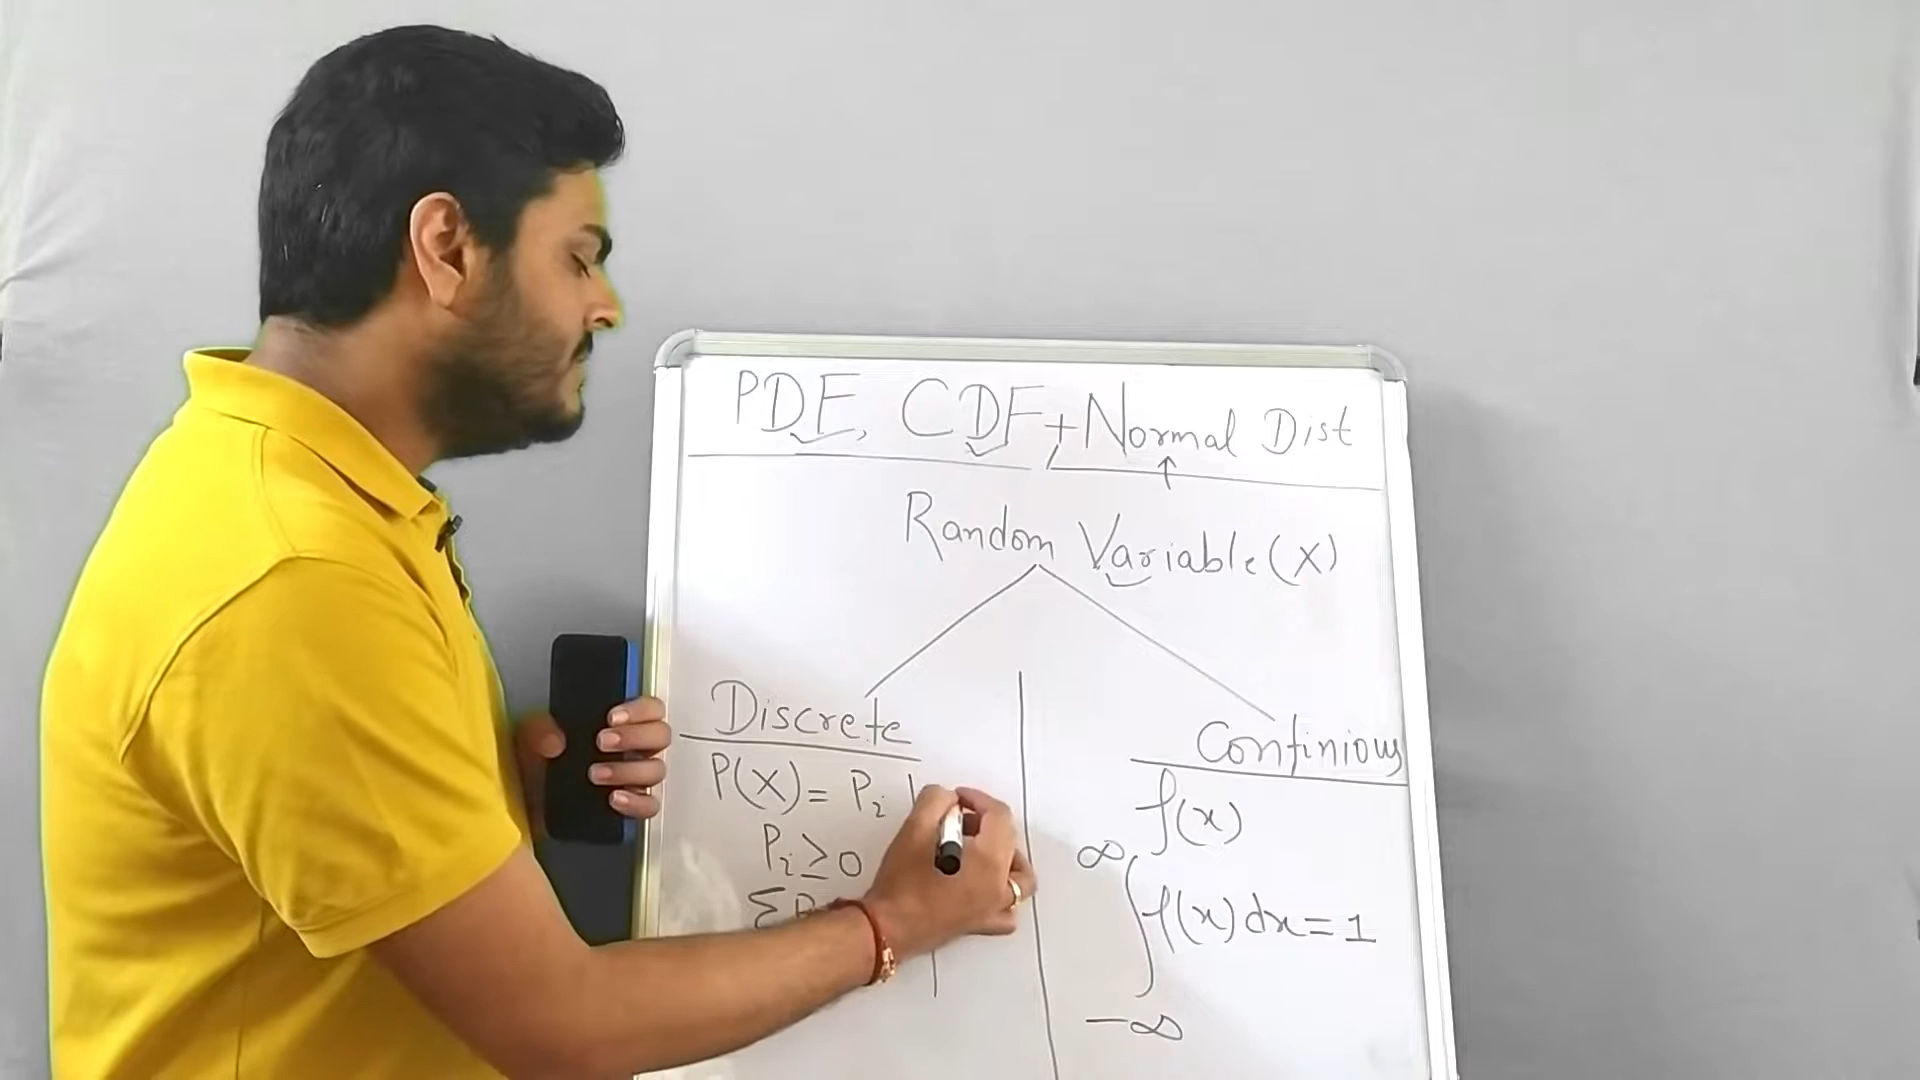 PDF, CDF + Normal Dist
Random Variable (X)
Discrete
P(X) = Pi
Pi ≥ 0
Σ
Continious
f(x)
∞
∫f(x)dx = 1
-∞